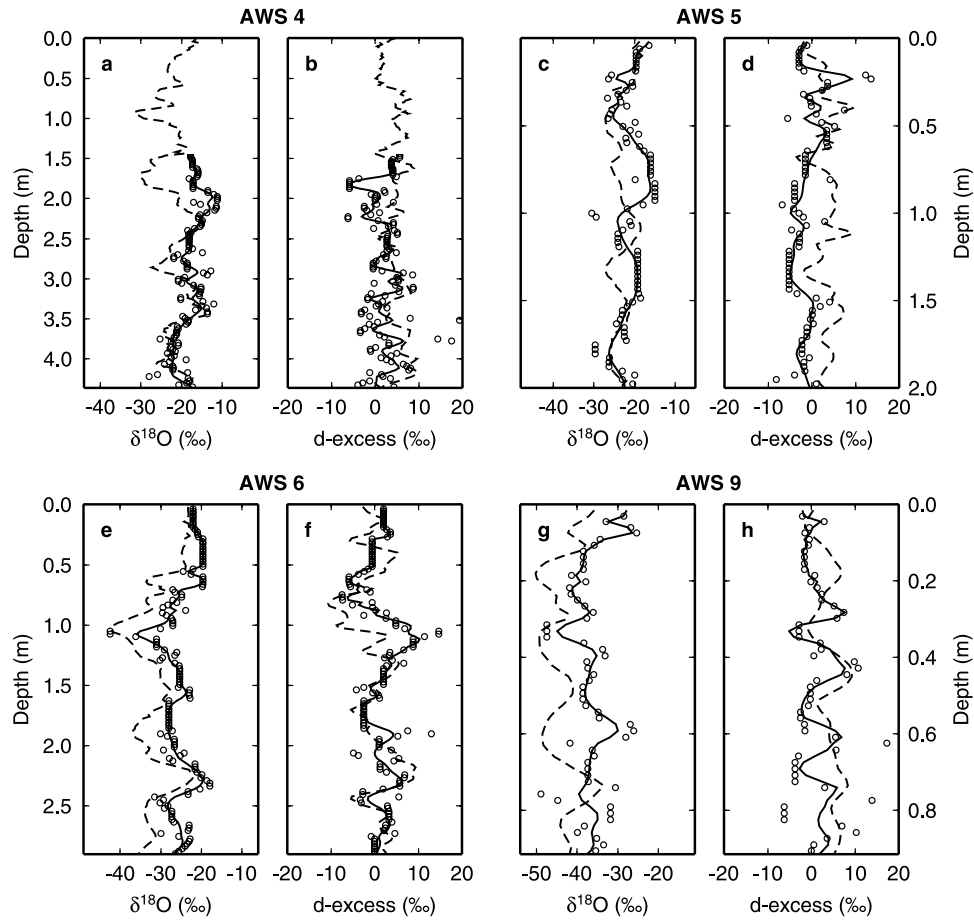 AWS 4
AWS 5
0.0
0.5
1.0
1.5
2.0
2.5
3.0
3.5
4.0
Depth (m)
a
b
c
d
0.0
0.5
1.0
1.5
2.0
Depth (m)
-40 -30 -20 -10
0 10 20
-40 -30 -20 -10
-10 0 10 20
δ18O (‰)
d-excess (‰)
δ18O (‰)
d-excess (‰)
AWS 6
AWS 9
0.0
0.5
1.0
1.5
2.0
2.5
Depth (m)
e
f
g
h
0.0
0.2
0.4
0.6
0.8
Depth (m)
-40 -30 -20 -10
-10 0 10 20
-50 -40 -30 -20
-10 0 10 20
δ18O (‰)
d-excess (‰)
δ18O (‰)
d-excess (‰)